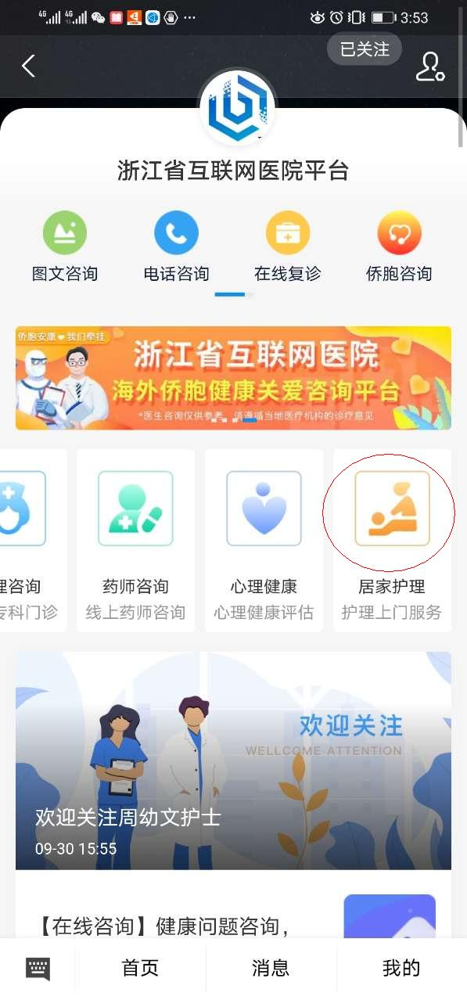 4G 4G 3:53
已关注
浙江省互联网医院平台
图文咨询 电话咨询 在线复诊 侨胞咨询
侨胞安康❤我们牵挂
浙江省互联网医院
海外侨胞健康关爱咨询平台
*医生咨询仅供参考，请遵循当地医疗机构的诊疗意见
理咨询 药师咨询 心理健康 居家护理
专科门诊 线上药师咨询 心理健康评估 护理上门服务
欢迎关注
WELLCOME ATTENTION
欢迎关注周幼文护士
09-30 15:55
【在线咨询】健康问题咨询，
首页 消息 我的